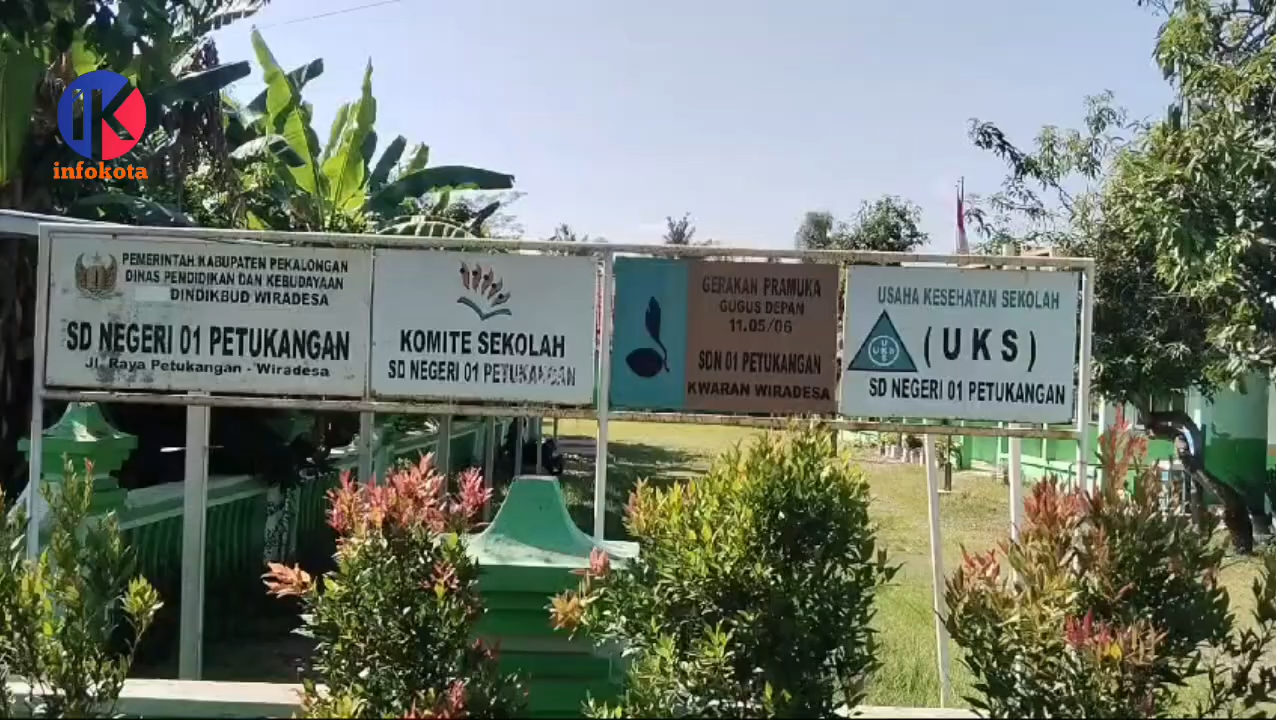 IK
infokota
PEMERINTAH KABUPATEN PEKALONGAN
DINAS PENDIDIKAN DAN KEBUDAYAAN
DINDIKBUD WIRADESA
SD NEGERI 01 PETUKANGAN
Jl. Raya Petukangan - Wiradesa
KOMITE SEKOLAH
SD NEGERI 01 PETUKANGAN
GERAKAN PRAMUKA
GUGUS DEPAN
11.05/06
SDN 01 PETUKANGAN
KWARAN WIRADESA
USAHA KESEHATAN SEKOLAH
U
UKS
S
(UKS)
SD NEGERI 01 PETUKANGAN